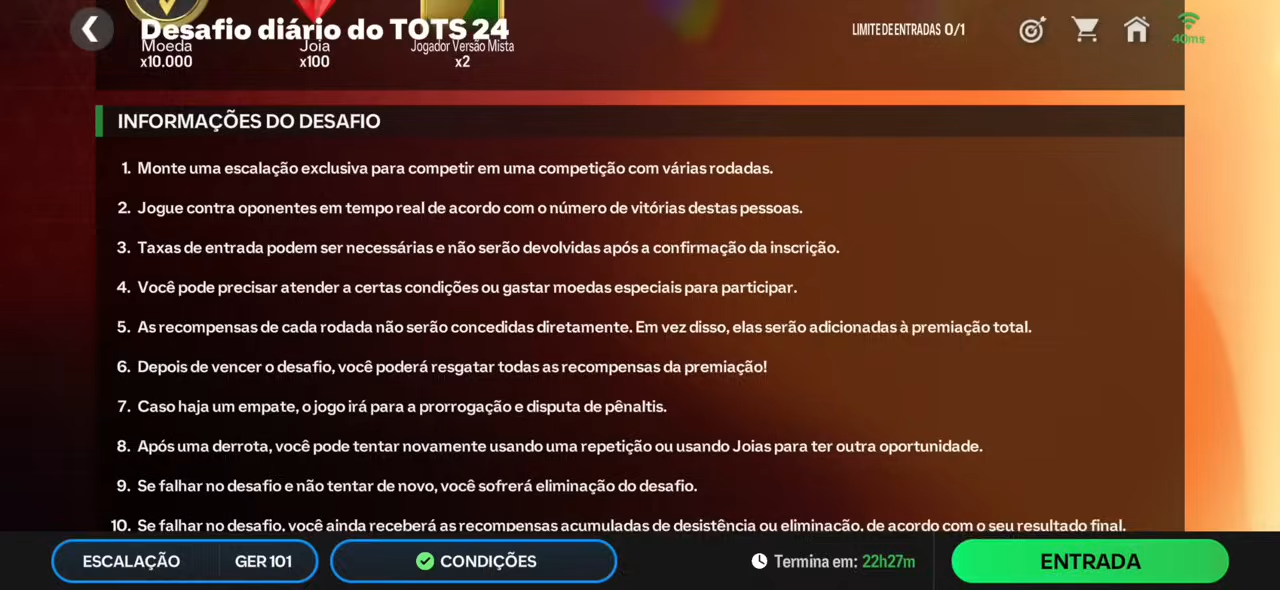 Desafio diário do TOTS 24
LIMITE DE ENTRADAS 0/1
40ms
Moeda
x10.000
Joia
x100
Jogador Versão Mista
x2
INFORMAÇÕES DO DESAFIO
1. Monte uma escalação exclusiva para competir em uma competição com várias rodadas.
2. Jogue contra oponentes em tempo real de acordo com o número de vitórias destas pessoas.
3. Taxas de entrada podem ser necessárias e não serão devolvidas após a confirmação da inscrição.
4. Você pode precisar atender a certas condições ou gastar moedas especiais para participar.
5. As recompensas de cada rodada não serão concedidas diretamente. Em vez disso, elas serão adicionadas à premiação total.
6. Depois de vencer o desafio, você poderá resgatar todas as recompensas da premiação!
7. Caso haja um empate, o jogo irá para a prorrogação e disputa de pênaltis.
8. Após uma derrota, você pode tentar novamente usando uma repetição ou usando Joias para ter outra oportunidade.
9. Se falhar no desafio e não tentar de novo, você sofrerá eliminação do desafio.
10. Se falhar no desafio, você ainda receberá as recompensas acumuladas de desistência ou eliminação, de acordo com o seu resultado final.
ESCALAÇÃO GER 101
CONDIÇÕES
Termina em: 22h27m
ENTRADA